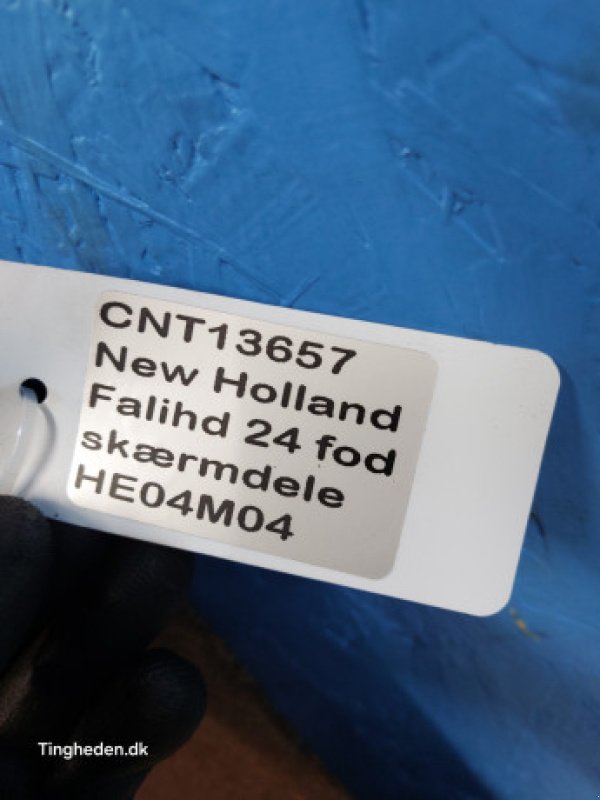 CNT13657
New Holland
Falihd 24 fod
skærmdele
HE04M04
Tingheden.dk